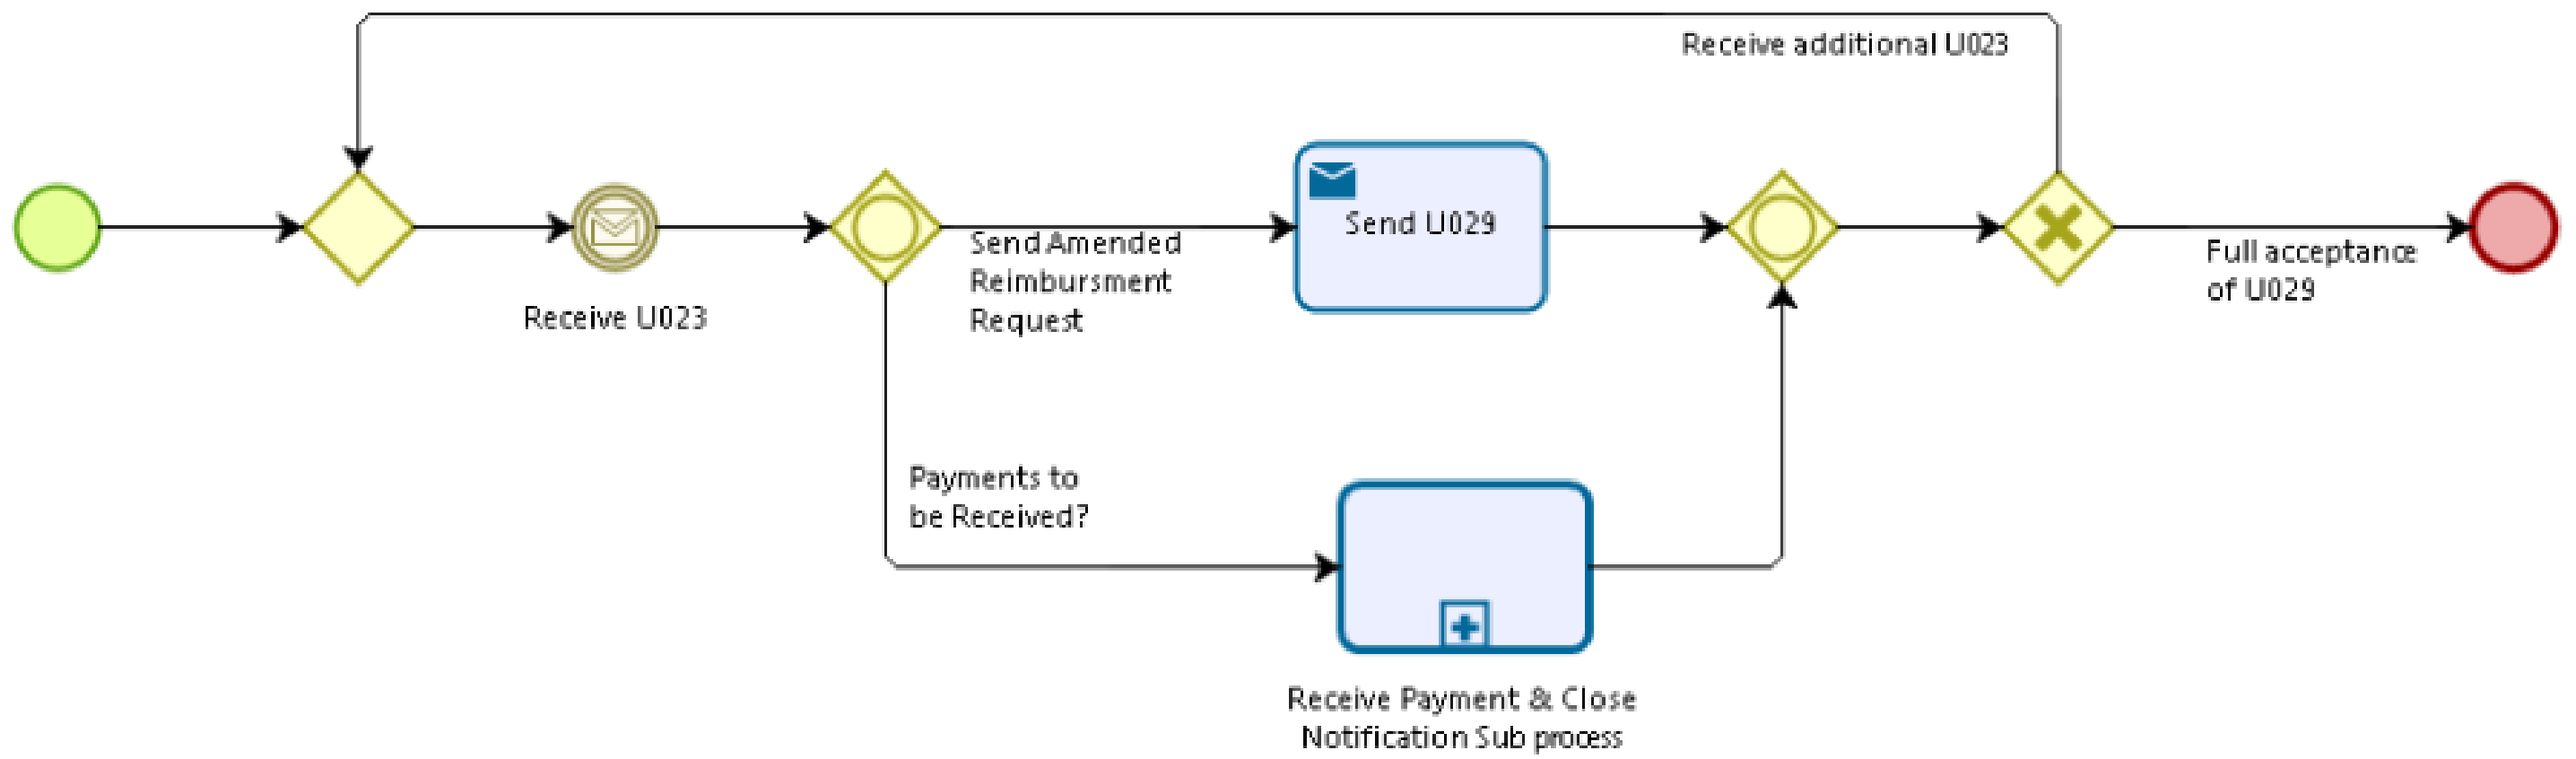 Receive additional U023
Receive U023
Send Amended
Reimbursment
Request
Send U029
Full acceptance
of U029
Payments to
be Received?
Receive Payment & Close
Notification Sub process